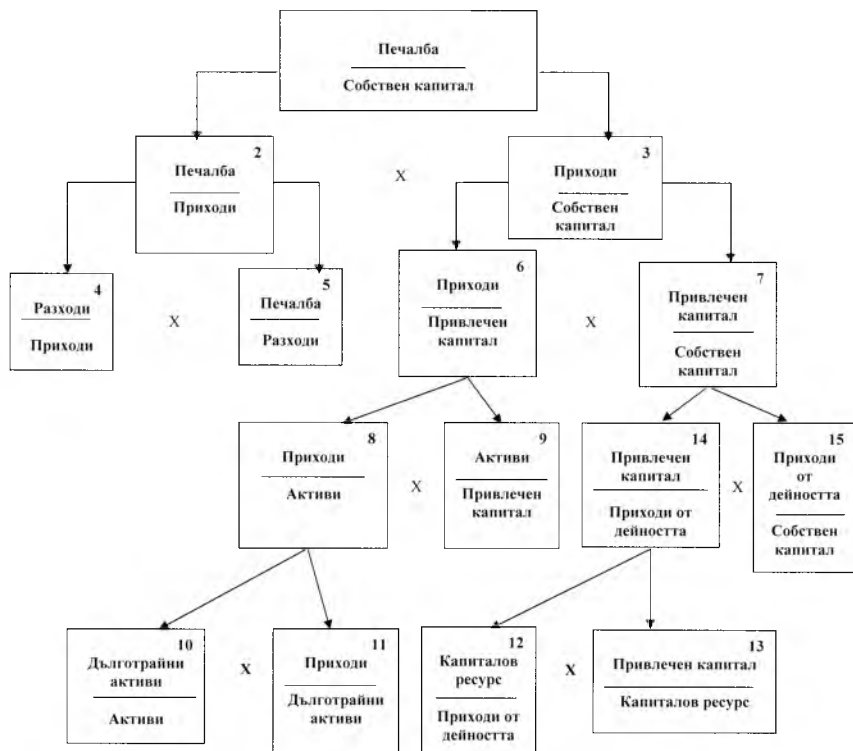 Печалба
Собствен капитал
2
Печалба
Приходи
X
3
Приходи
Собствен
капитал
4
Разходи
Приходи
X
5
Печалба
Разходи
6
Приходи
Привлечен
капитал
X
7
Привлечен
капитал
Собствен
капитал
8
Приходи
Активи
X
9
Активи
Привлечен
капитал
14
Привлечен
капитал
Приходи от
дейността
X
15
Приходи
от
дейността
Собствен
капитал
10
Дълготрайни
активи
Активи
X
11
Приходи
Дълготрайни
активи
12
Капиталов
ресурс
Приходи от
дейността
X
13
Привлечен капитал
Капиталов ресурс